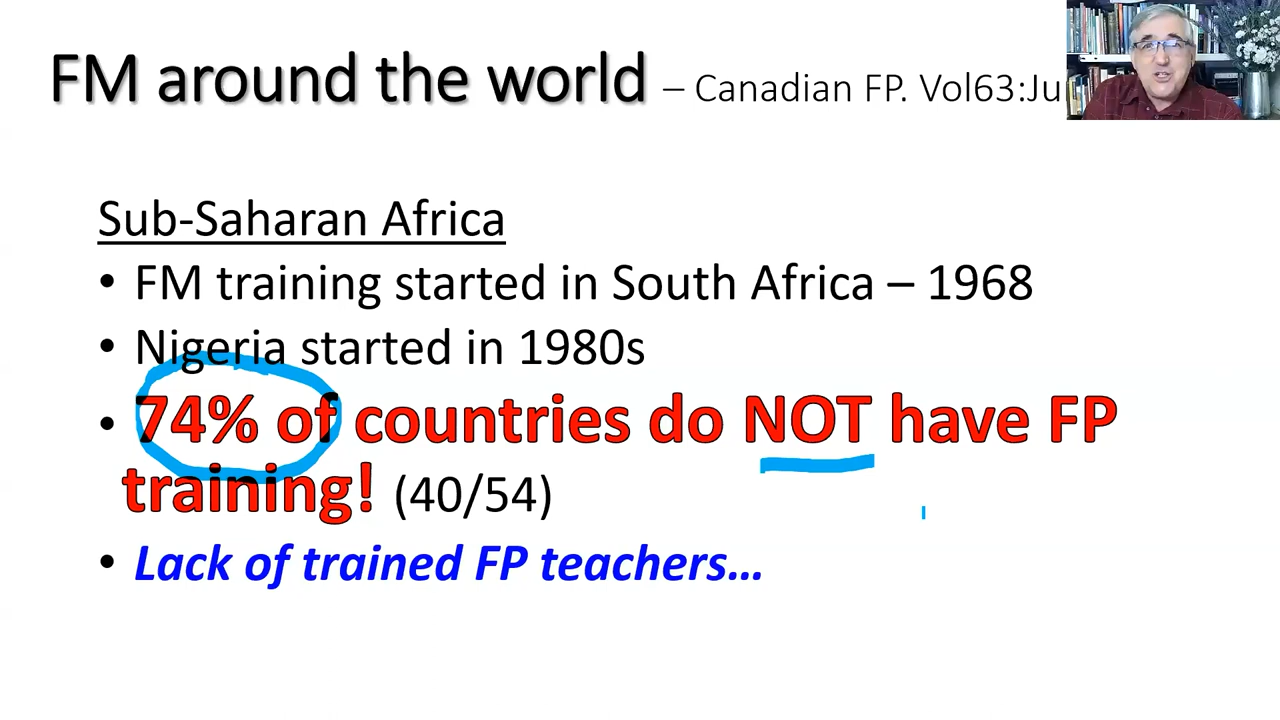 FM around the world – Canadian FP. Vol63:Ju
Sub-Saharan Africa
• FM training started in South Africa – 1968
• Nigeria started in 1980s
• 74% of countries do NOT have FP
training! (40/54)
• Lack of trained FP teachers...